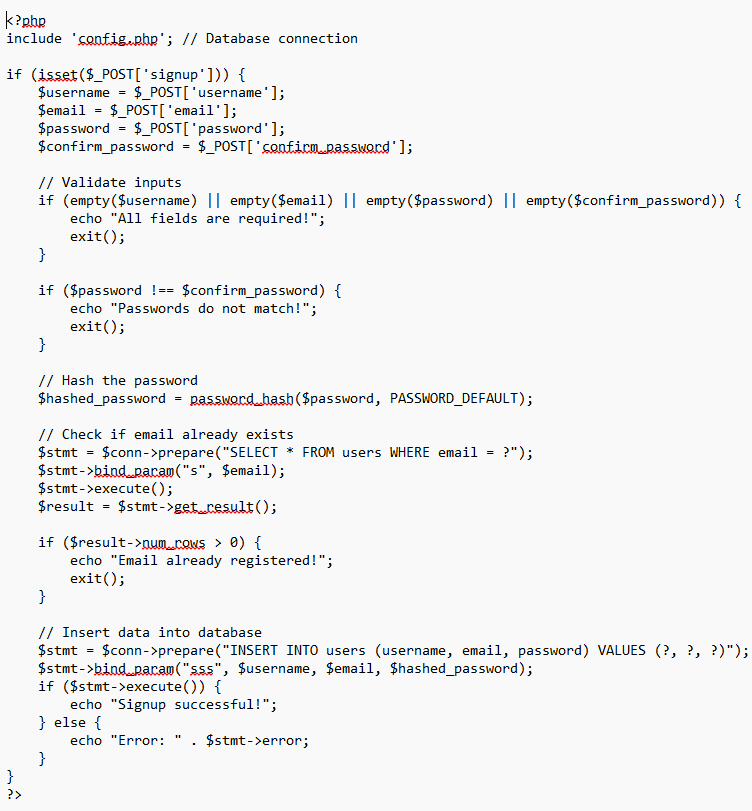 <?php
include 'config.php'; // Database connection

if (isset($_POST['signup'])) {
    $username = $_POST['username'];
    $email = $_POST['email'];
    $password = $_POST['password'];
    $confirm_password = $_POST['confirm_password'];

    // Validate inputs
    if (empty($username) || empty($email) || empty($password) || empty($confirm_password)) {
        echo "All fields are required!";
        exit();
    }

    if ($password !== $confirm_password) {
        echo "Passwords do not match!";
        exit();
    }

    // Hash the password
    $hashed_password = password_hash($password, PASSWORD_DEFAULT);

    // Check if email already exists
    $stmt = $conn->prepare("SELECT * FROM users WHERE email = ?");
    $stmt->bind_param("s", $email);
    $stmt->execute();
    $result = $stmt->get_result();

    if ($result->num_rows > 0) {
        echo "Email already registered!";
        exit();
    }

    // Insert data into database
    $stmt = $conn->prepare("INSERT INTO users (username, email, password) VALUES (?, ?, ?)");
    $stmt->bind_param("sss", $username, $email, $hashed_password);
    if ($stmt->execute()) {
        echo "Signup successful!";
    } else {
        echo "Error: " . $stmt->error;
    }
}
?>